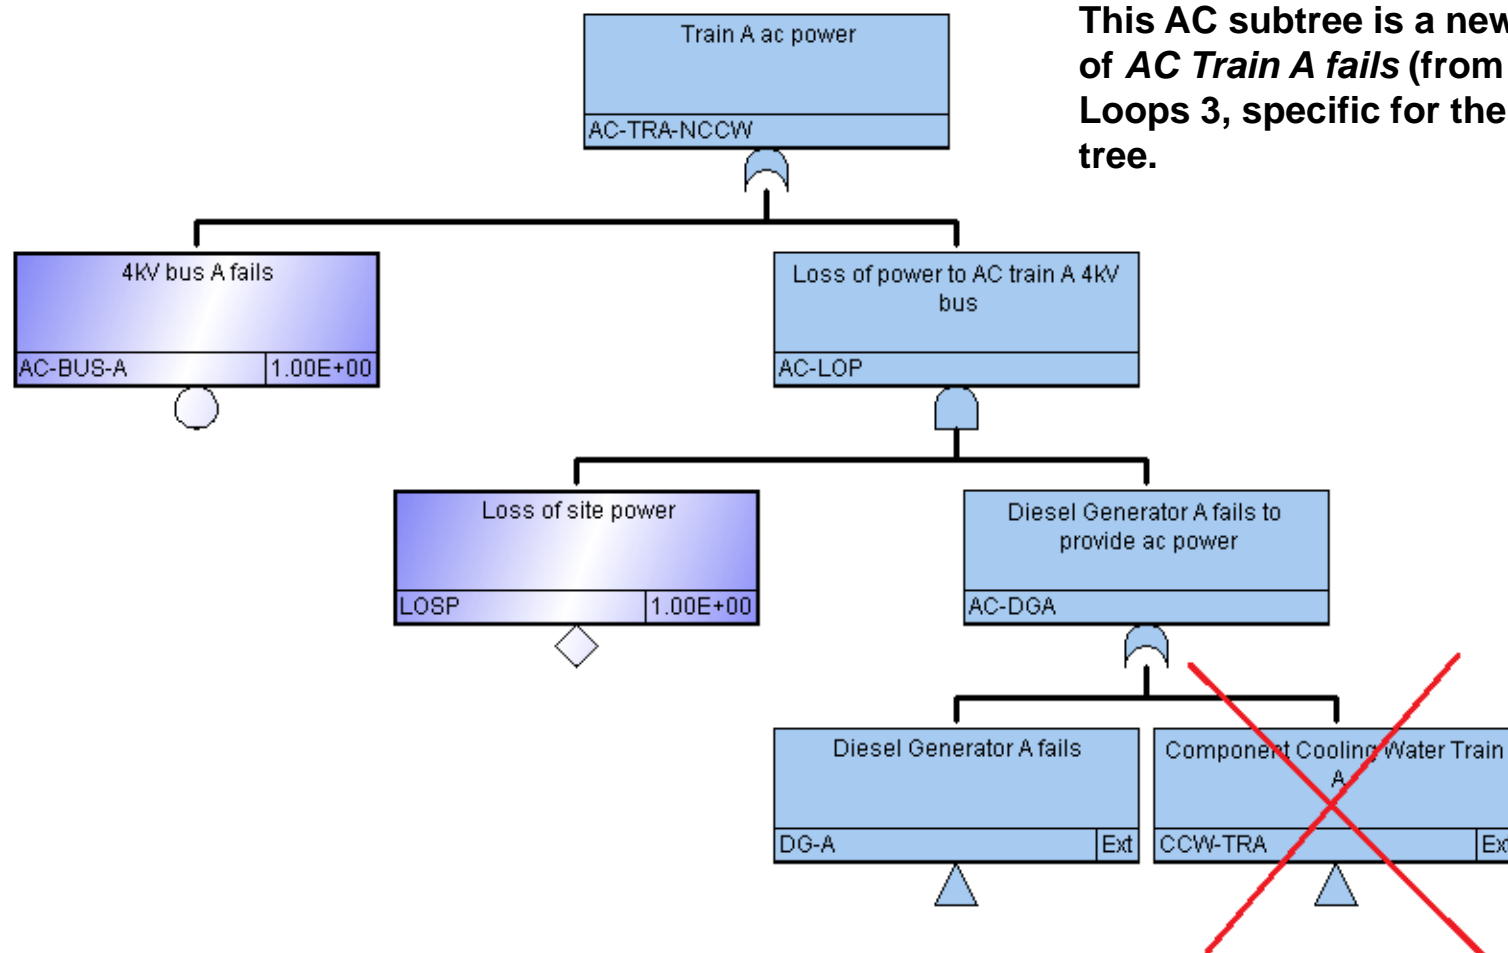 This AC subtree is a new
of AC Train A fails (from
Loops 3, specific for the
tree.
Train A ac power
AC-TRA-NCCW
4kV bus A fails
AC-BUS-A 1.00E+00
Loss of power to AC train A 4kV
bus
AC-LOP
Loss of site power
LOSP 1.00E+00
Diesel Generator A fails to
provide ac power
AC-DGA
Diesel Generator A fails
DG-A Ext
Component Cooling Water Train
A
CCW-TRA